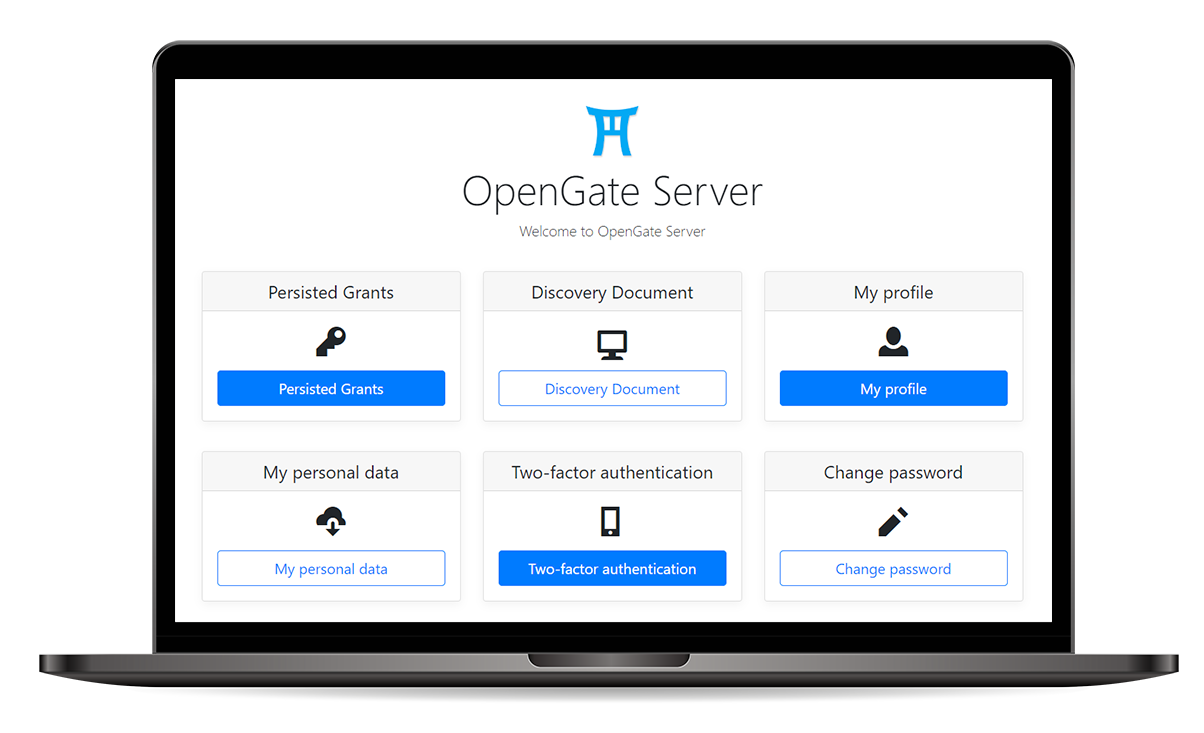 OpenGate Server
Welcome to OpenGate Server
Persisted Grants
Persisted Grants
Discovery Document
Discovery Document
My profile
My profile
My personal data
My personal data
Two-factor authentication
Two-factor authentication
Change password
Change password